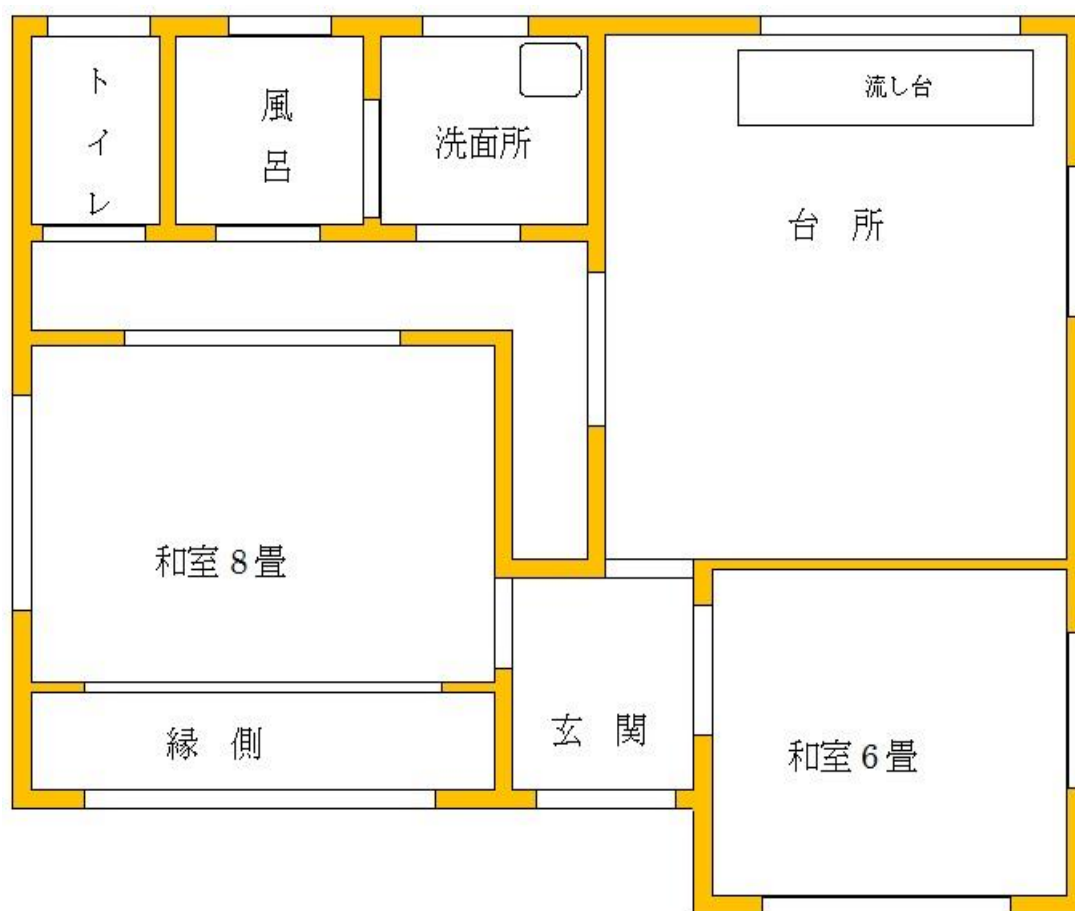 トイレ
風呂
洗面所
流し台
台 所
和室8畳
縁 側
玄 関
和室6畳